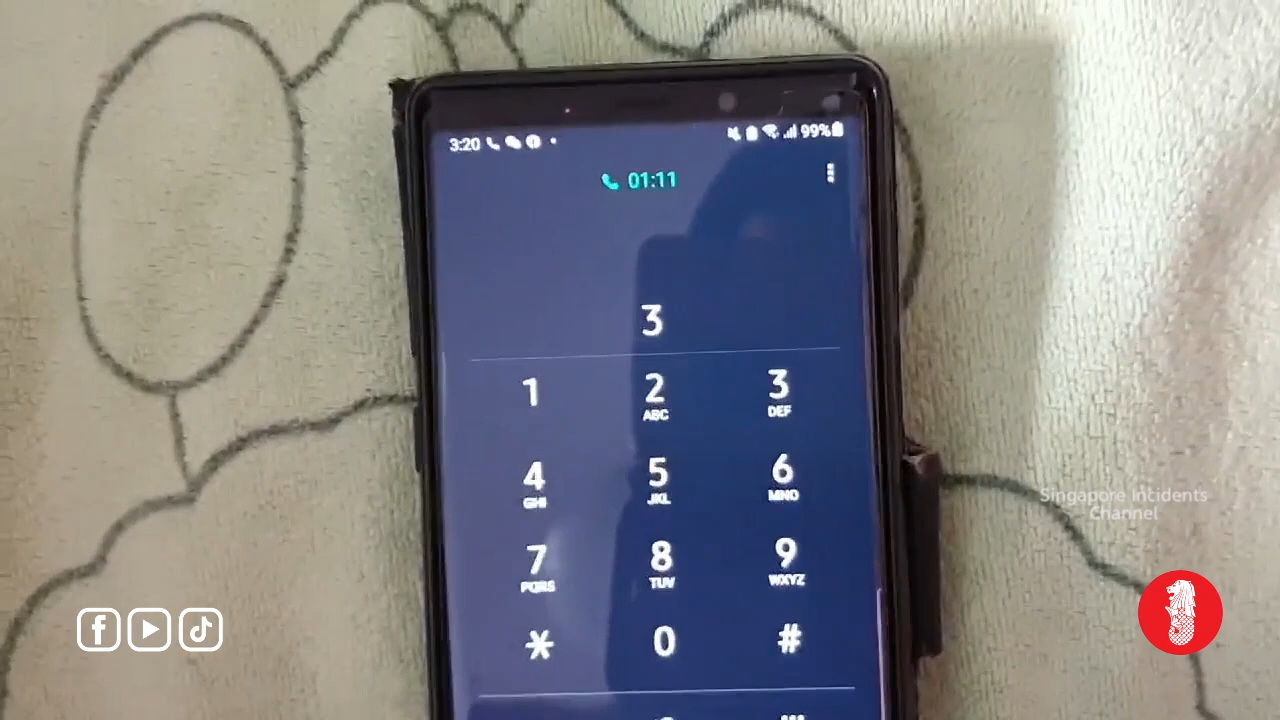 3:20 99%
01:11
3
1 2 3
ABC DEF
4 5 6
GHI JKL MNO
7 8 9
PQRS TUV WXYZ
* 0 #
Singapore Incidents
Channel